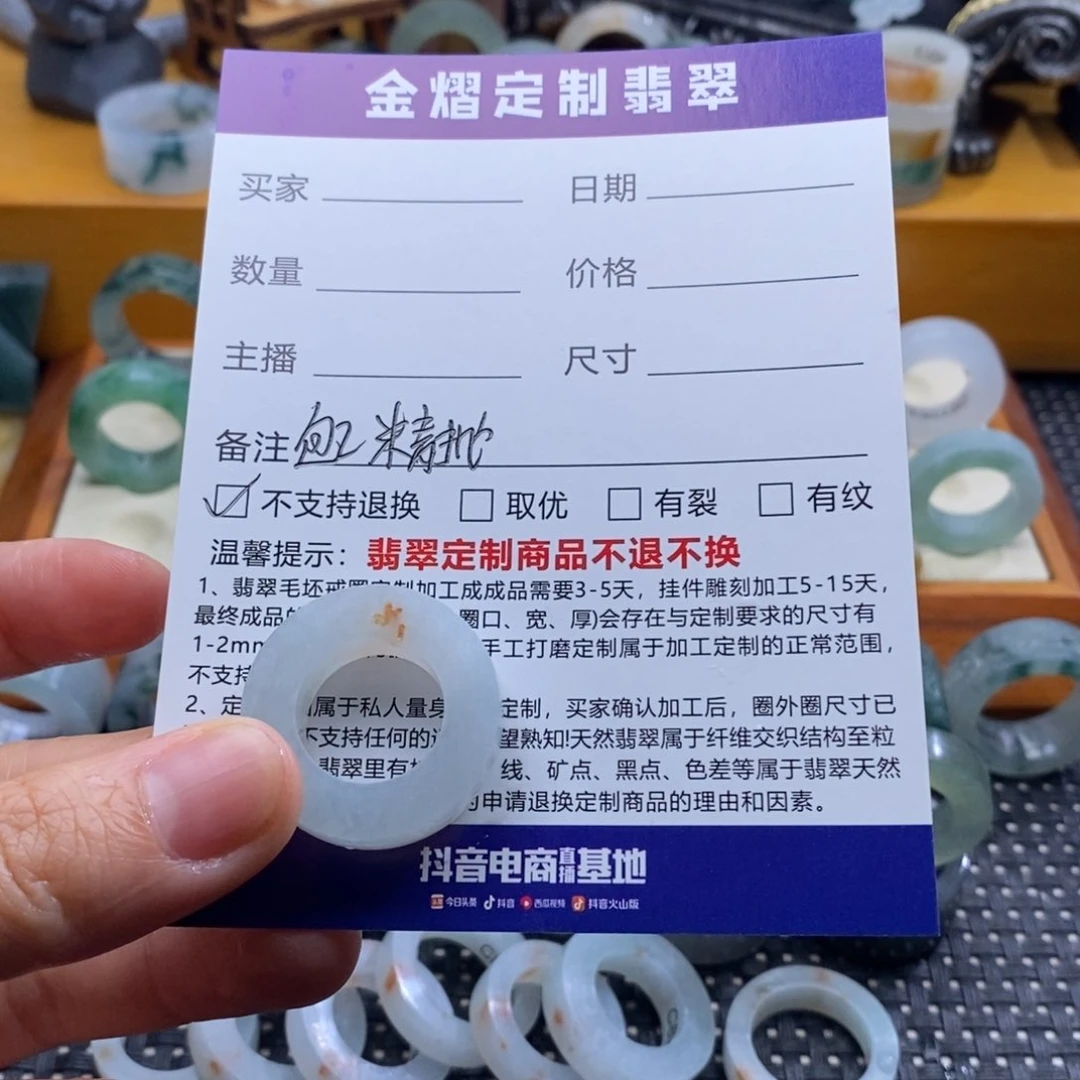 金熠定制翡翠
买家 日期
数量 价格
主播 尺寸
备注 精批
不支持退换 取优 有裂 有纹
温馨提示：翡翠定制商品不退不换
1、翡翠毛坯戒圈定制加工成成品需要3-5天，挂件雕刻加工5-15天，
最终成品的 圈口、宽、厚)会存在与定制要求的尺寸有
1-2mm 手工打磨定制属于加工定制的正常范围，
不支持
2、定 属于私人量身 定制，买家确认加工后，圈外圈尺寸已
不支持任何的 望熟知!天然翡翠属于纤维交织结构至粒
翡翠里有 线、矿点、黑点、色差等属于翡翠天然
的申请退换定制商品的理由和因素。
抖音电商直播基地
今日头条 抖音 西瓜视频 抖音火山版